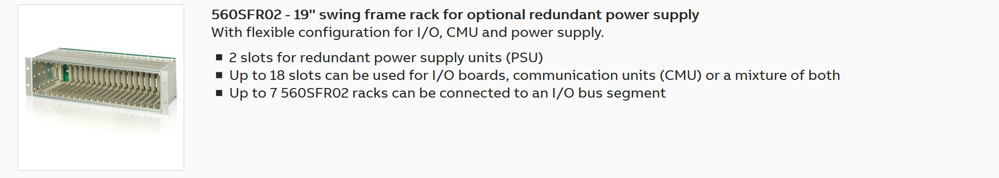 560SFR02 - 19" swing frame rack for optional redundant power supply
With flexible configuration for I/O, CMU and power supply.
■ 2 slots for redundant power supply units (PSU)
■ Up to 18 slots can be used for I/O boards, communication units (CMU) or a mixture of both
■ Up to 7 560SFR02 racks can be connected to an I/O bus segment